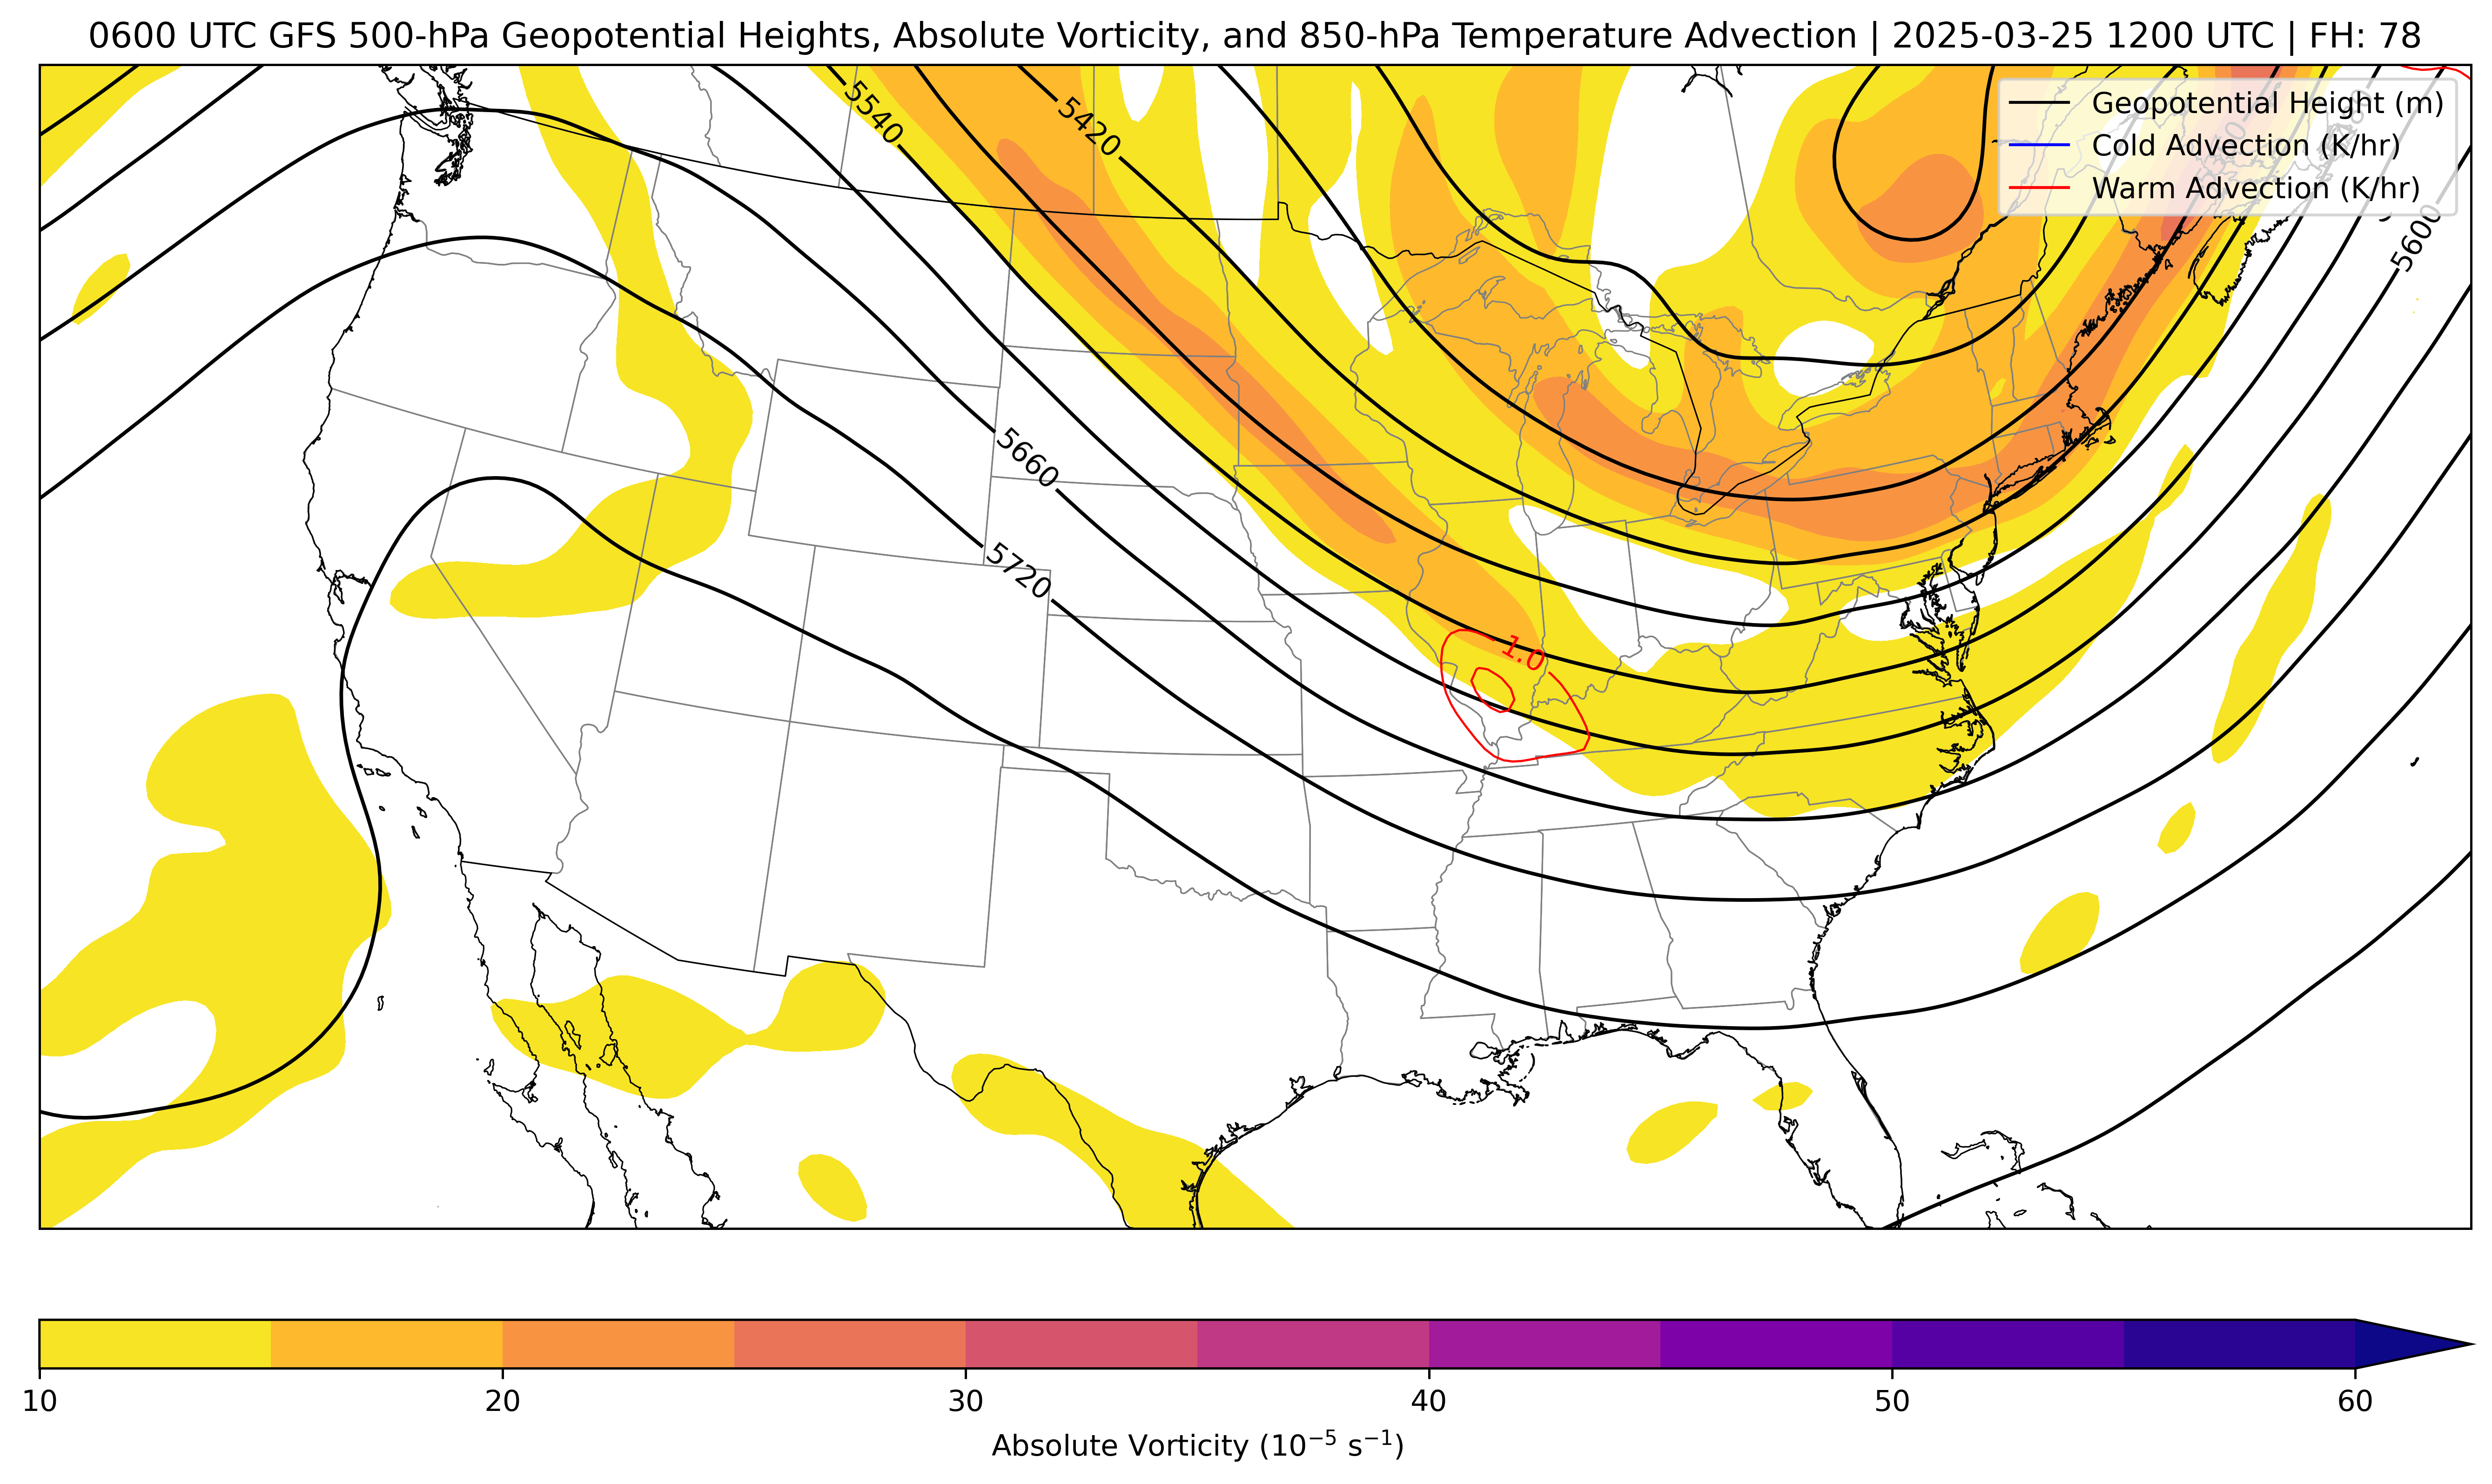 0600 UTC GFS 500-hPa Geopotential Heights, Absolute Vorticity, and 850-hPa Temperature Advection | 2025-03-25 1200 UTC | FH: 78
Geopotential Height (m)
Cold Advection (K/hr)
Warm Advection (K/hr)
5540
5420
5600
5660
5720
1.0
10 20 30 40 50 60
Absolute Vorticity (10⁻⁵ s⁻¹)